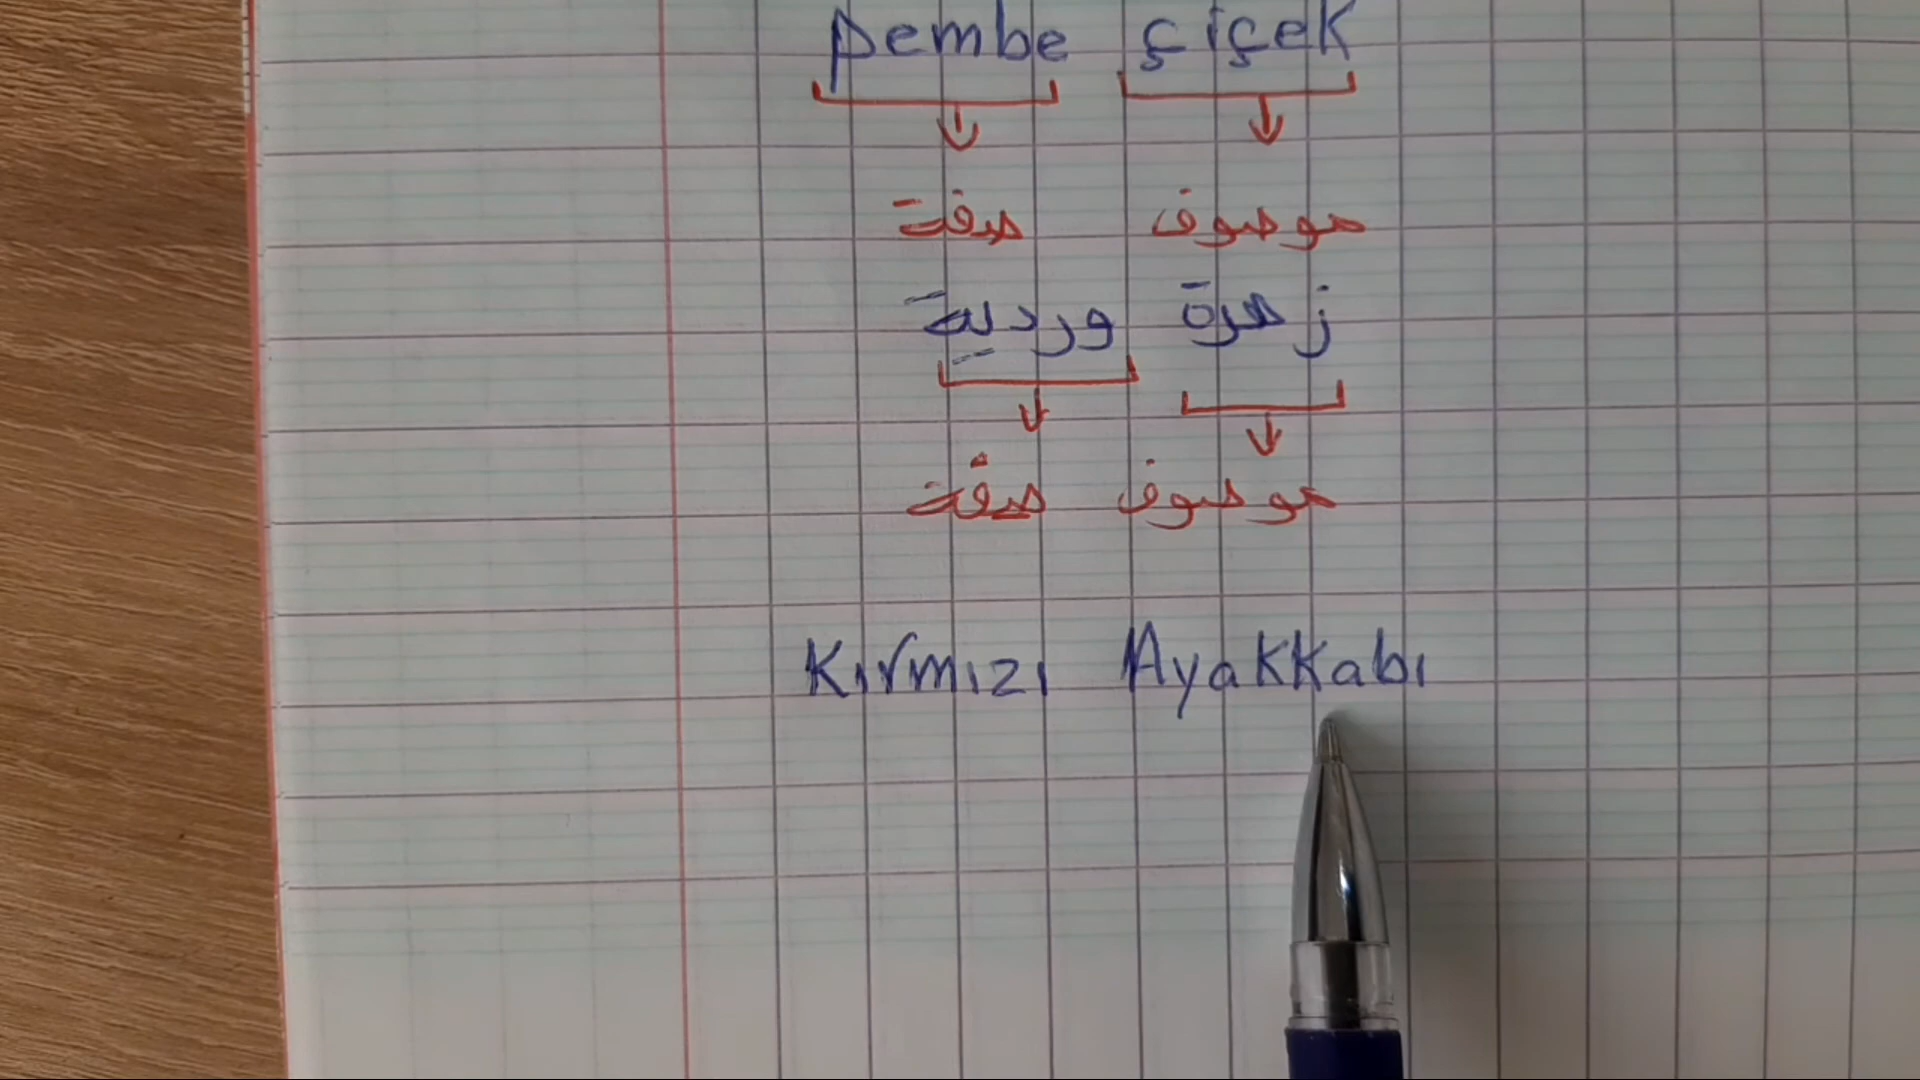 pembe çiçek
صفة موصوف
زهرة وردية
صفة موصوف
Kırmızı Ayakkabı